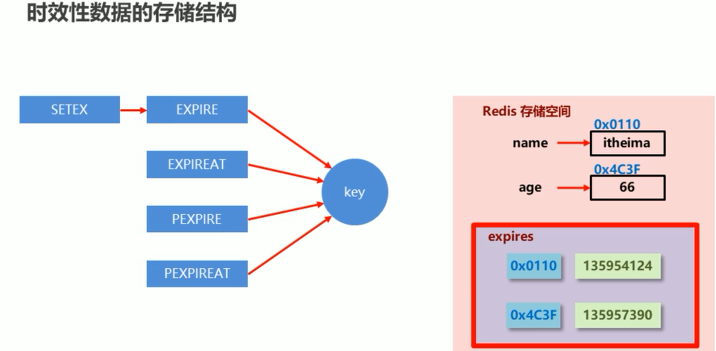 时效性数据的存储结构
SETEX
EXPIRE
EXPIREAT
PEXPIRE
PEXPIREAT
key
Redis 存储空间
0x0110
name
itheima
0x4C3F
age
66
expires
0x0110
135954124
0x4C3F
135957390